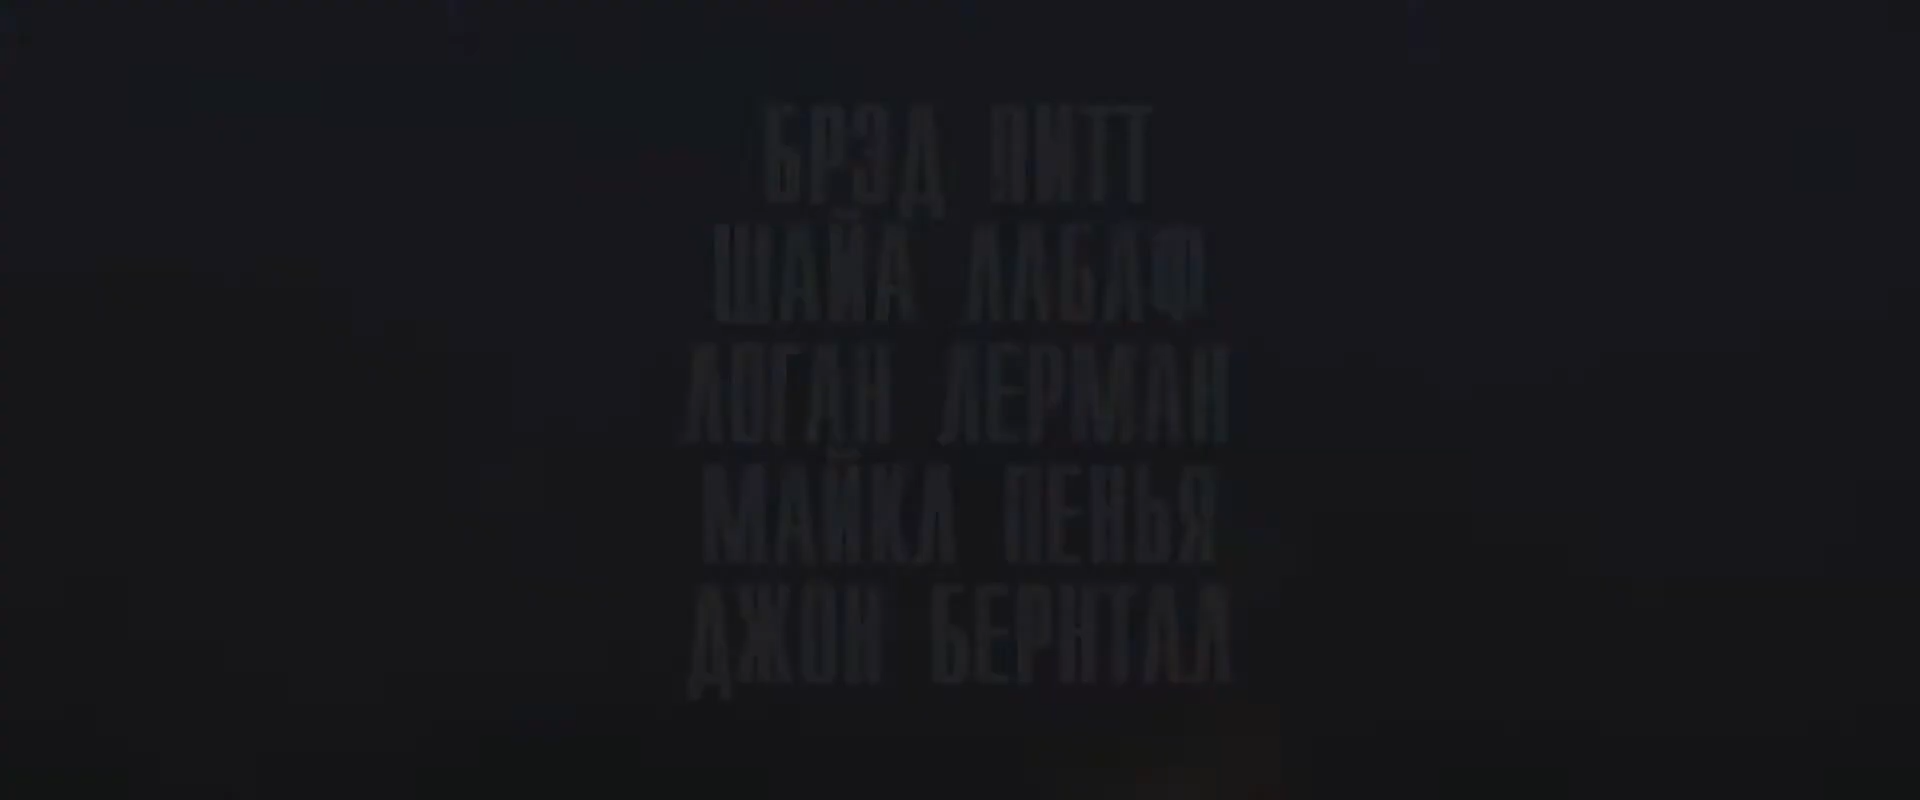 БРЭД ПИТТ
ШАЙА ЛАБАФ
ЛОГАН ЛЕРМАН
МАЙКЛ ПЕНЬЯ
ДЖОН БЕРНТАЛ